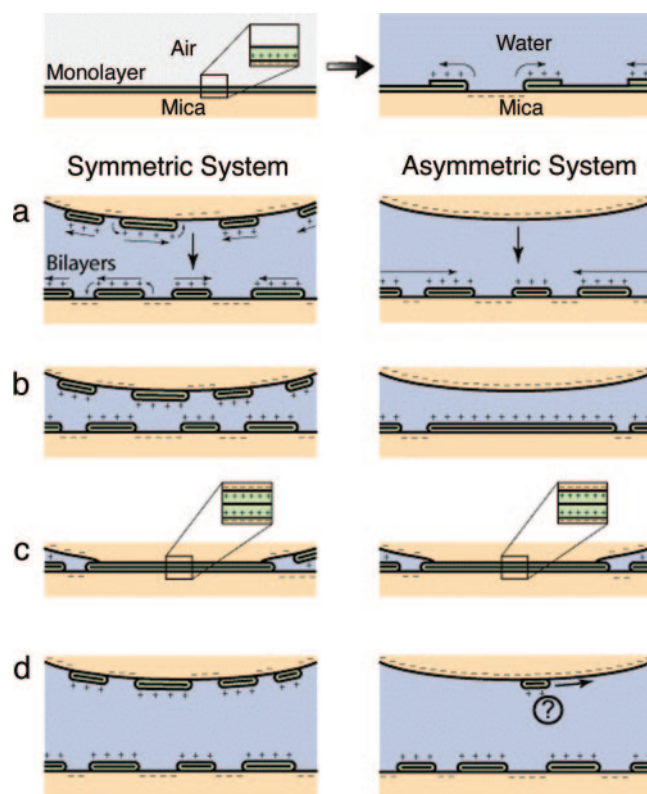 Air
Monolayer
Mica
Water
Mica
Symmetric System
Asymmetric System
a
Bilayers
b
c
d
?